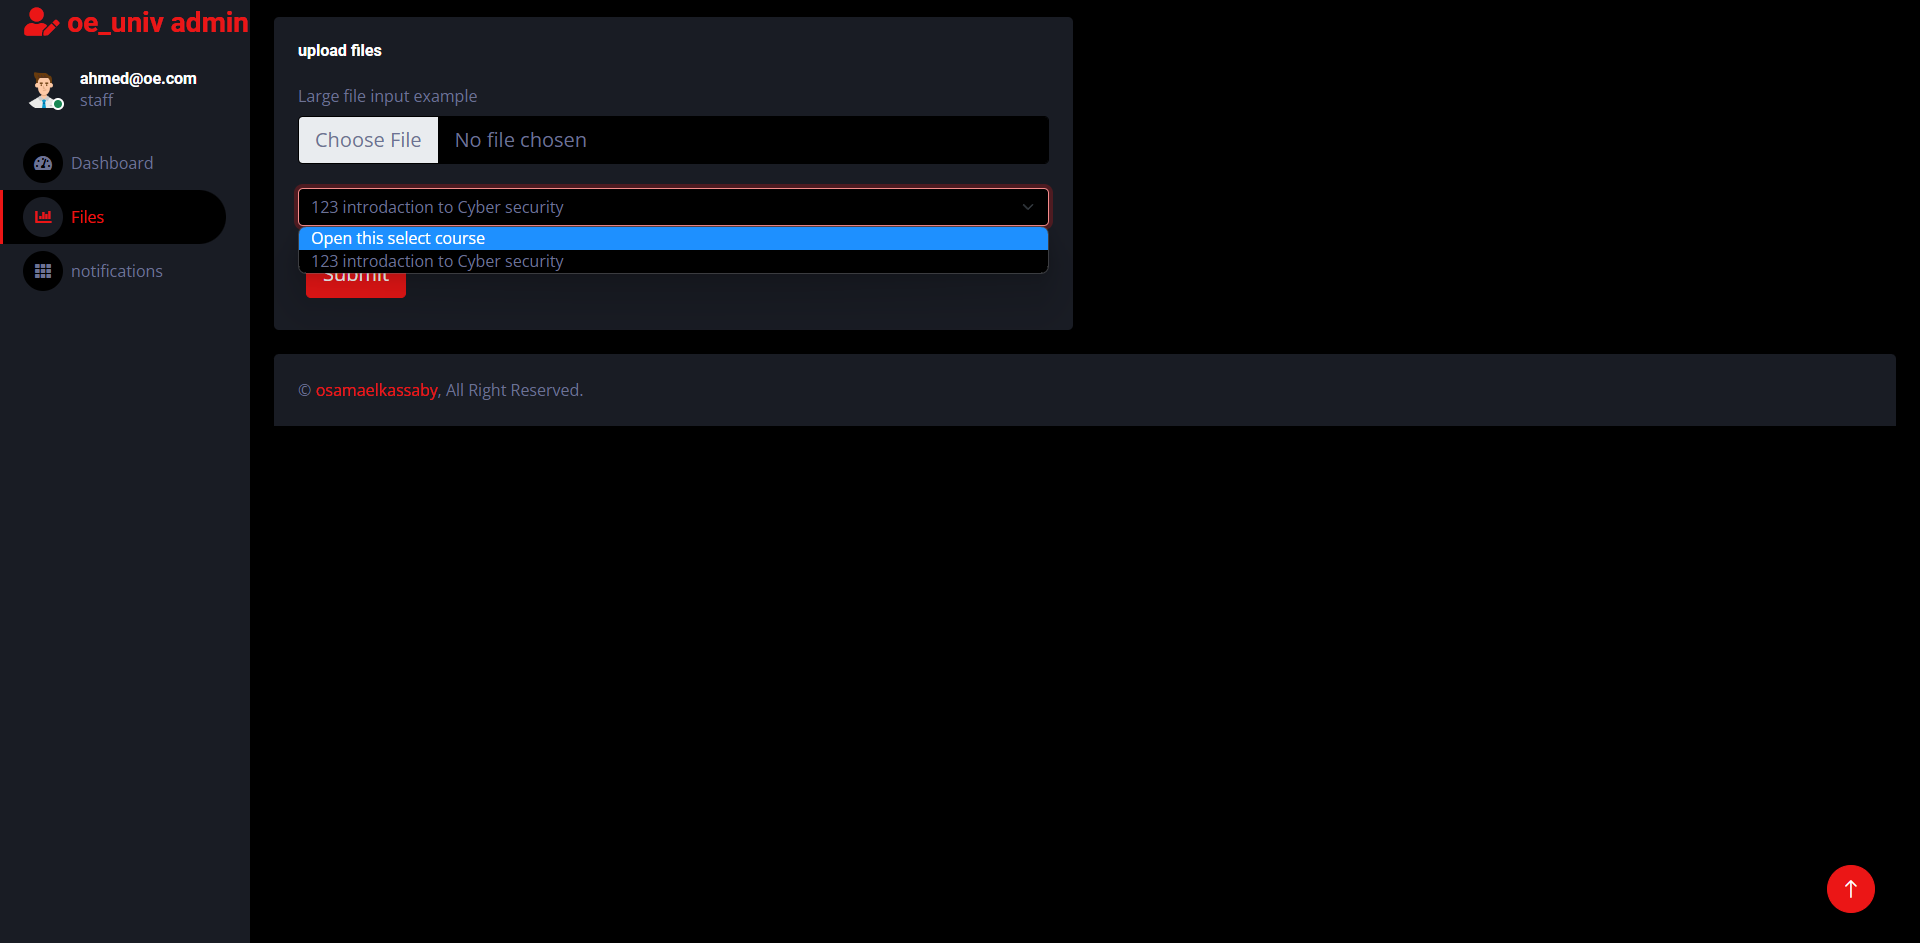 oe_univ admin
ahmed@oe.com
staff
Dashboard
Files
notifications
upload files
Large file input example
Choose File No file chosen
123 introdaction to Cyber security
Open this select course
123 introdaction to Cyber security
Submit
© osamaelkassaby, All Right Reserved.